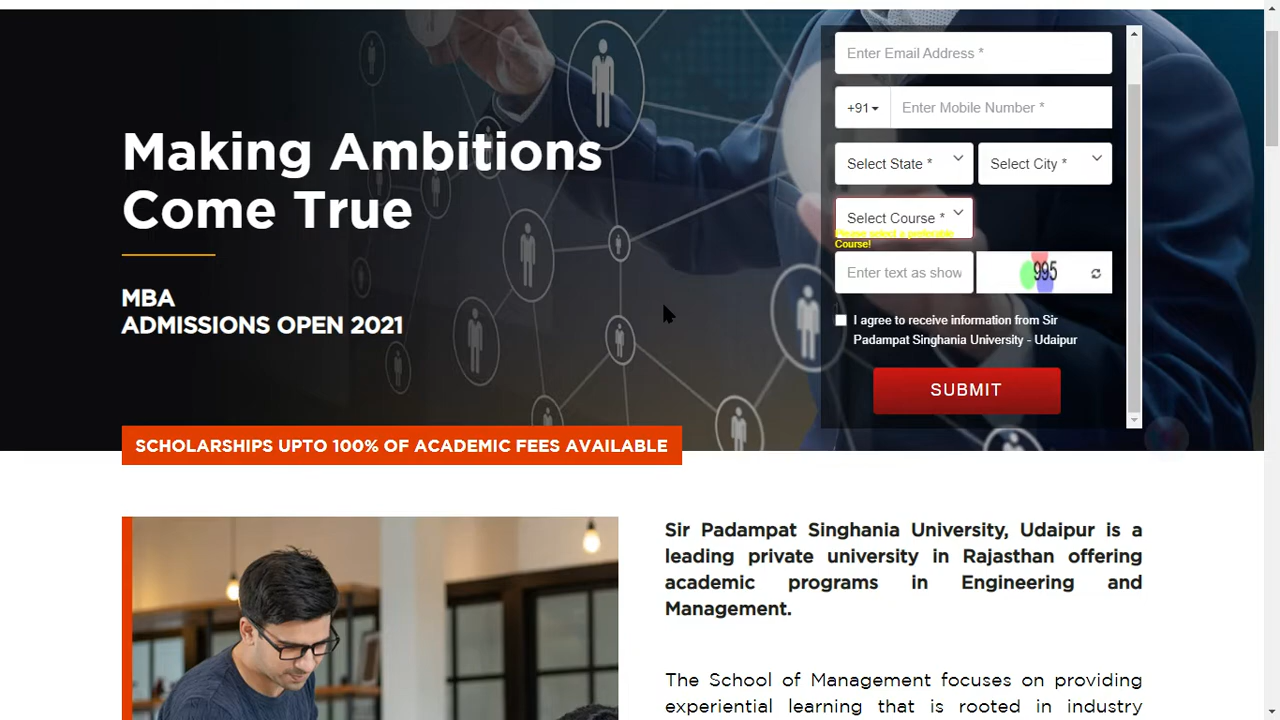 Making Ambitions
Come True
MBA
ADMISSIONS OPEN 2021
SCHOLARSHIPS UPTO 100% OF ACADEMIC FEES AVAILABLE
Enter Email Address *
+91 Enter Mobile Number *
Select State * Select City *
Select Course *
Please select a preferable
Course!
Enter text as show 995
I agree to receive information from Sir
Padampat Singhania University - Udaipur
SUBMIT
Sir Padampat Singhania University, Udaipur is a
leading private university in Rajasthan offering
academic programs in Engineering and
Management.
The School of Management focuses on providing
experiential learning that is rooted in industry